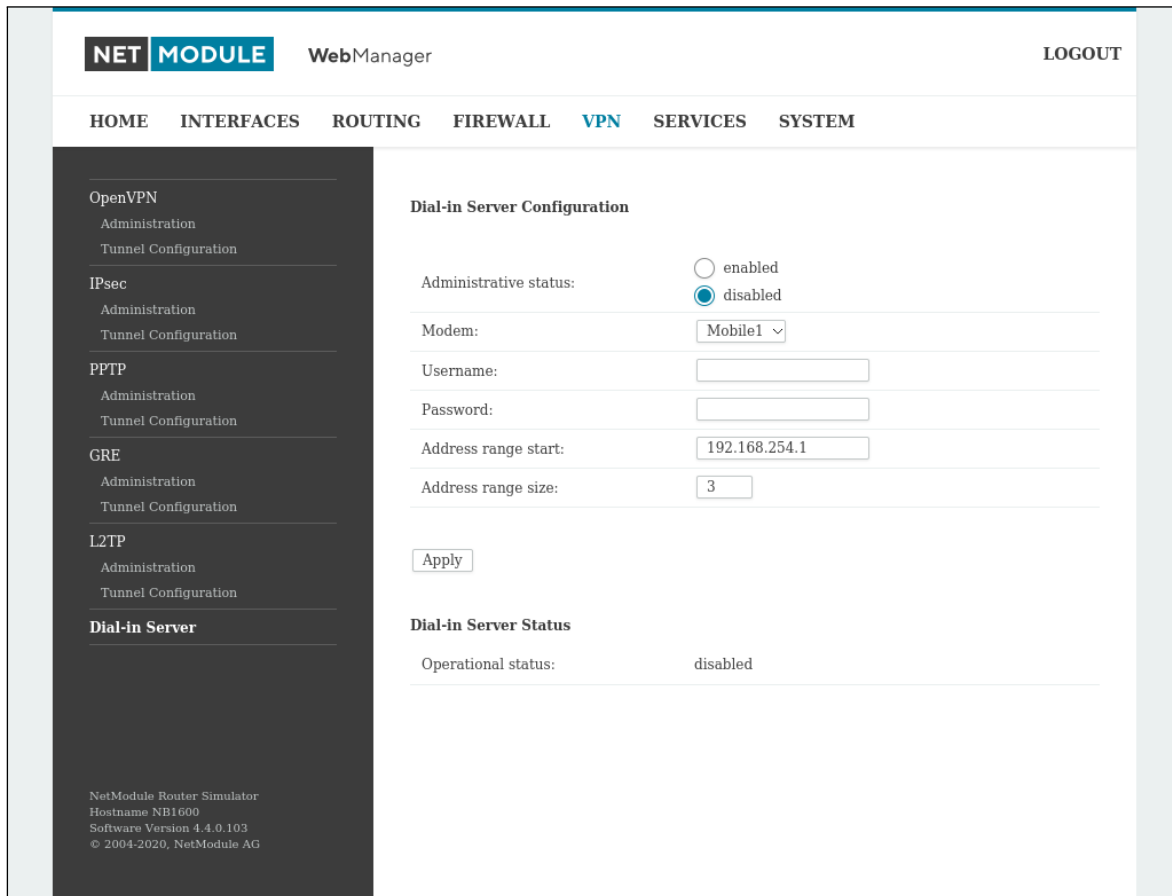 NET MODULE WebManager LOGOUT
HOME INTERFACES ROUTING FIREWALL VPN SERVICES SYSTEM
OpenVPN
Administration
Tunnel Configuration
IPsec
Administration
Tunnel Configuration
PPTP
Administration
Tunnel Configuration
GRE
Administration
Tunnel Configuration
L2TP
Administration
Tunnel Configuration
Dial-in Server
NetModule Router Simulator
Hostname NB1600
Software Version 4.4.0.103
© 2004-2020, NetModule AG
Dial-in Server Configuration
Administrative status:
enabled
disabled
Modem: Mobile1
Username:
Password:
Address range start: 192.168.254.1
Address range size: 3
Apply
Dial-in Server Status
Operational status: disabled